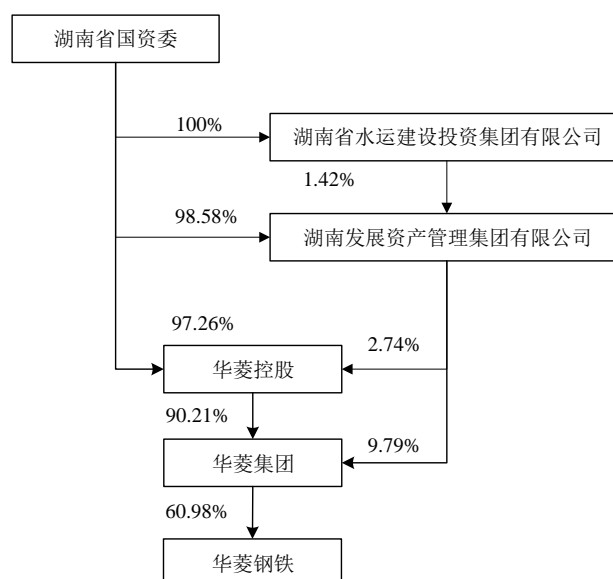 湖南省国资委
100%
湖南省水运建设投资集团有限公司
1.42%
98.58%
湖南发展资产管理集团有限公司
97.26%
2.74%
华菱控股
90.21%
9.79%
华菱集团
60.98%
华菱钢铁